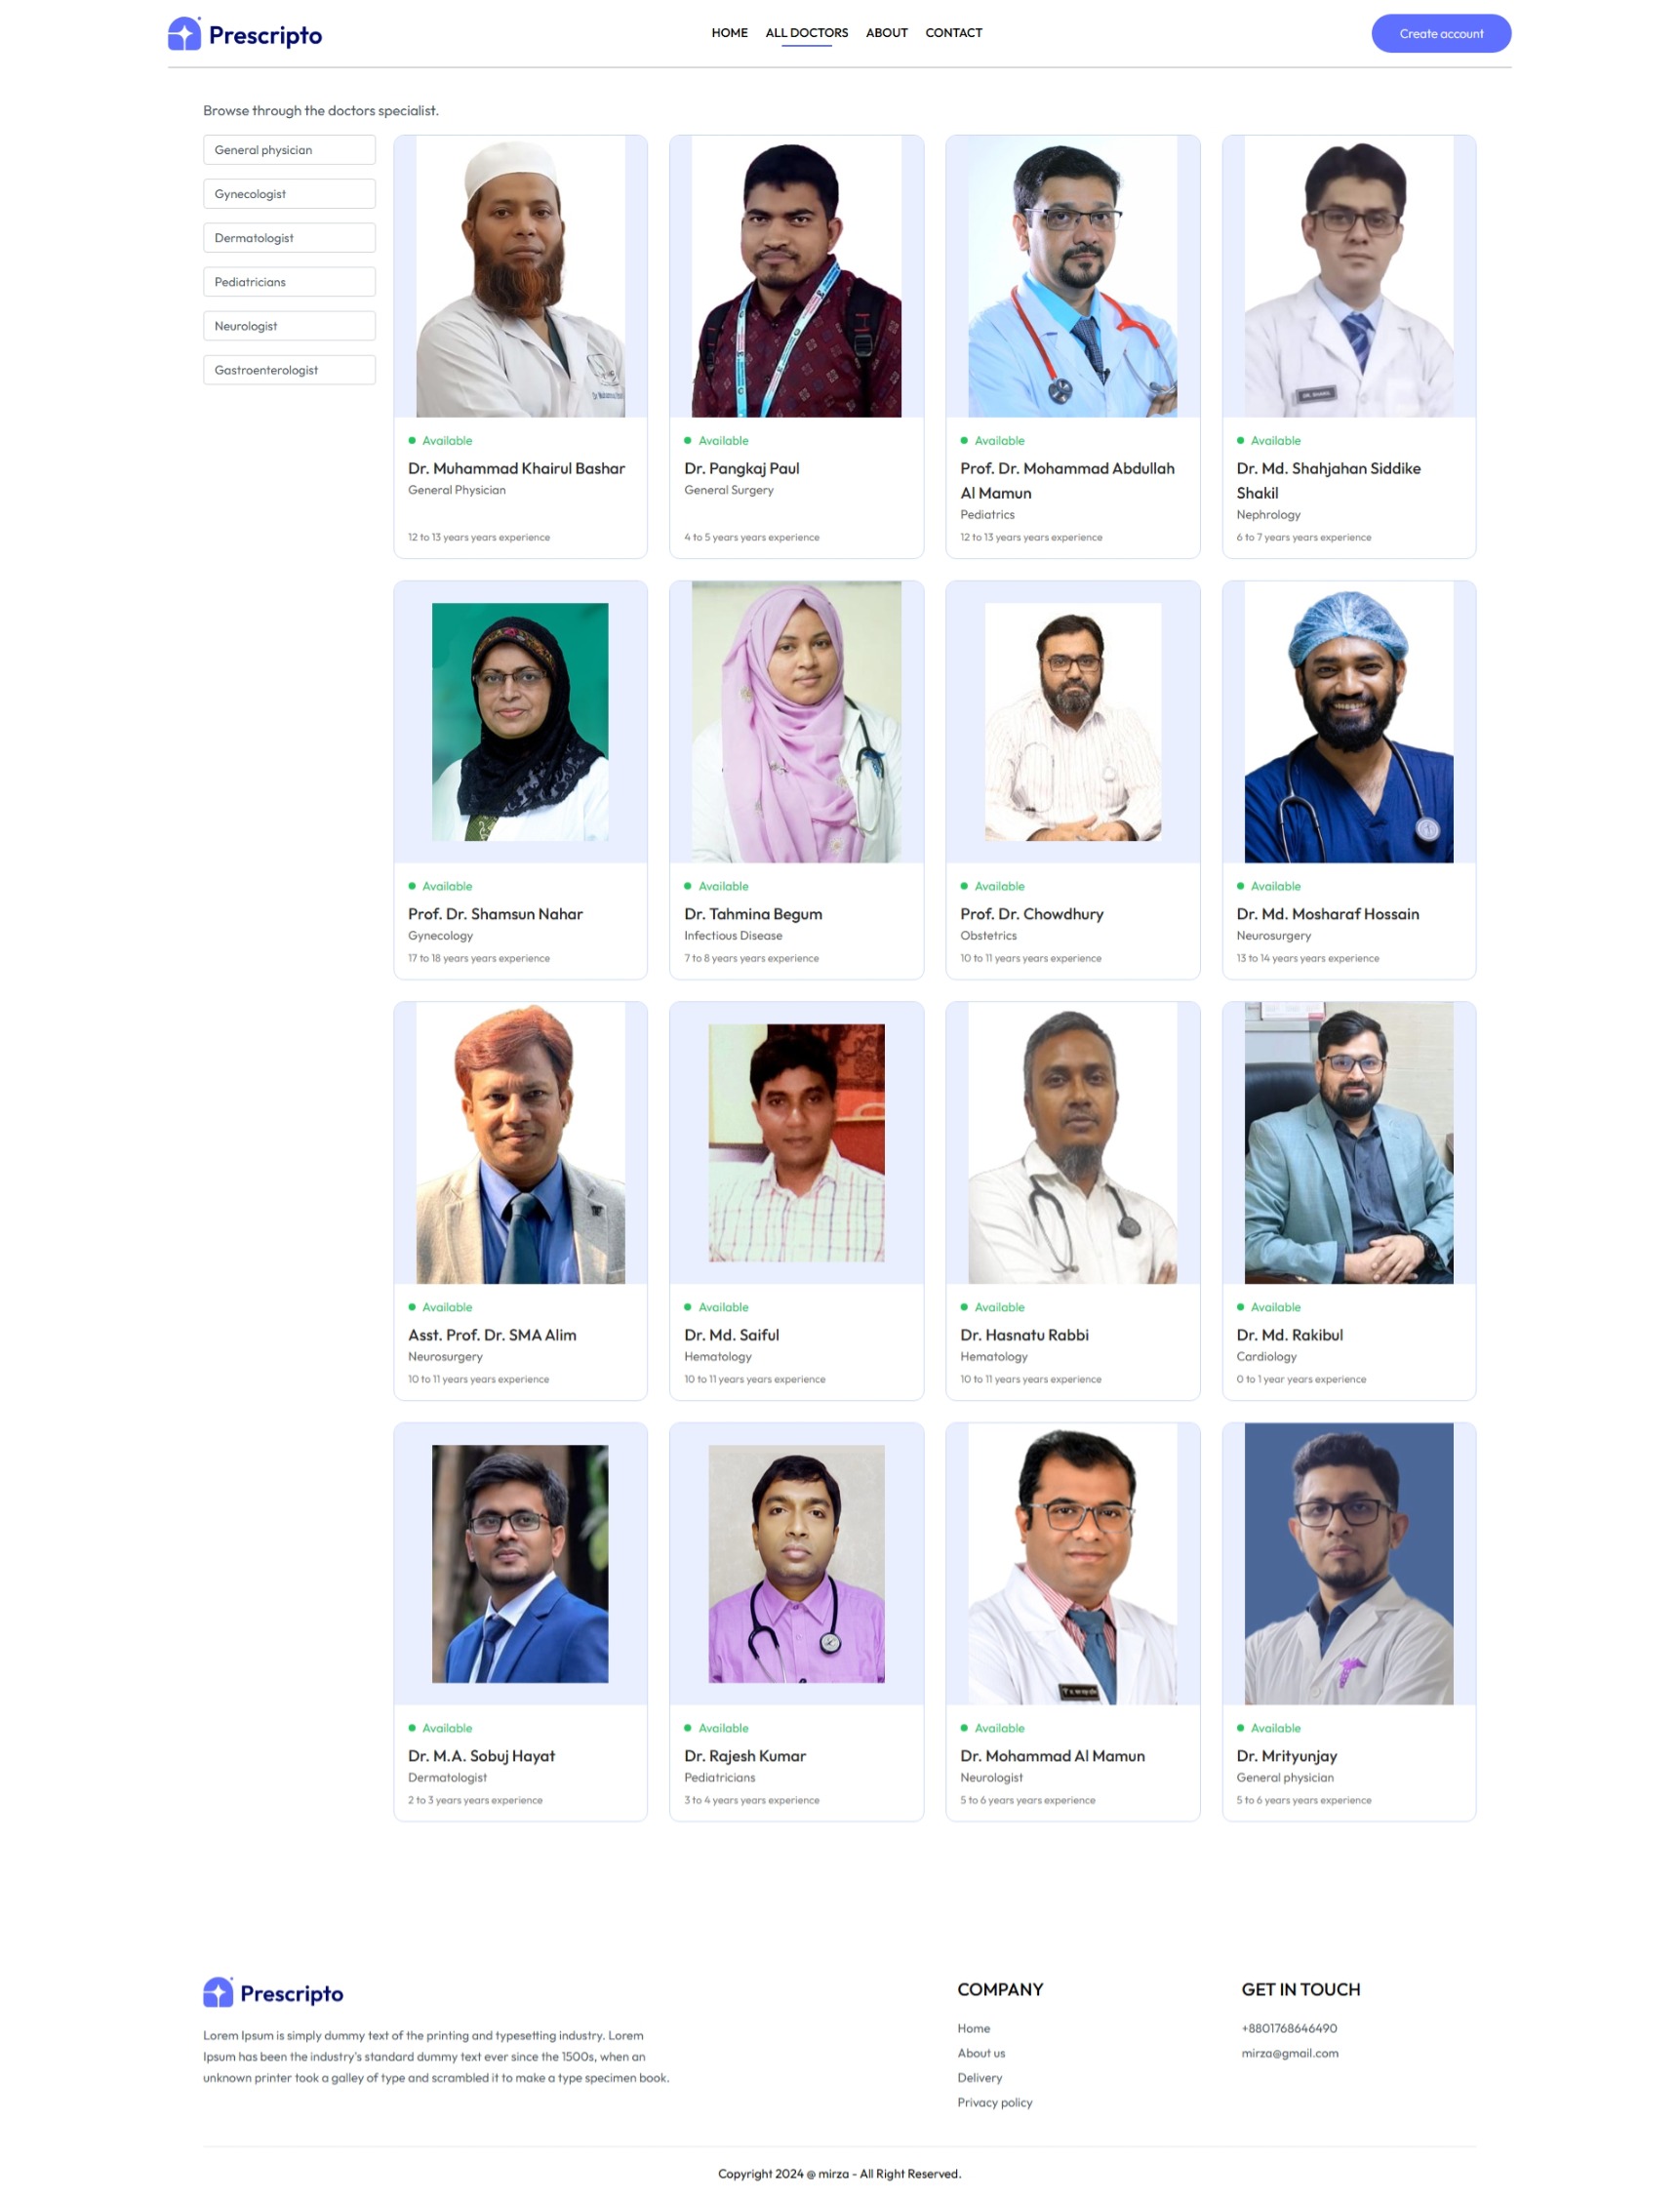 Prescripto
HOME
ALL DOCTORS
ABOUT
CONTACT
Create account
Browse through the doctors specialist.
General physician
Gynecologist
Dermatologist
Pediatricians
Neurologist
Gastroenterologist
Available
Dr. Muhammad Khairul Bashar
General Physician
12 to 13 years years experience
Available
Dr. Pangkaj Paul
General Surgery
4 to 5 years years experience
Available
Prof. Dr. Mohammad Abdullah
Al Mamun
Pediatrics
12 to 13 years years experience
DR. SHAKIL
Available
Dr. Md. Shahjahan Siddike
Shakil
Nephrology
6 to 7 years years experience
Available
Prof. Dr. Shamsun Nahar
Gynecology
17 to 18 years years experience
Available
Dr. Tahmina Begum
Infectious Disease
7 to 8 years years experience
Available
Prof. Dr. Chowdhury
Obstetrics
10 to 11 years years experience
Available
Dr. Md. Mosharaf Hossain
Neurosurgery
13 to 14 years years experience
Available
Asst. Prof. Dr. SMA Alim
Neurosurgery
10 to 11 years years experience
Available
Dr. Md. Saiful
Hematology
10 to 11 years years experience
Available
Dr. Hasnatu Rabbi
Hematology
10 to 11 years years experience
Available
Dr. Md. Rakibul
Cardiology
0 to 1 year years experience
Available
Dr. M.A. Sobuj Hayat
Dermatologist
2 to 3 years years experience
Available
Dr. Rajesh Kumar
Pediatricians
3 to 4 years years experience
Available
Dr. Mohammad Al Mamun
Neurologist
5 to 6 years years experience
Available
Dr. Mrityunjay
General physician
5 to 6 years years experience
Prescripto
Lorem Ipsum is simply dummy text of the printing and typesetting industry. Lorem
Ipsum has been the industry's standard dummy text ever since the 1500s, when an
unknown printer took a galley of type and scrambled it to make a type specimen book.
COMPANY
Home
About us
Delivery
Privacy policy
GET IN TOUCH
+8801768646490
mirza@gmail.com
Copyright 2024 @ mirza - All Right Reserved.